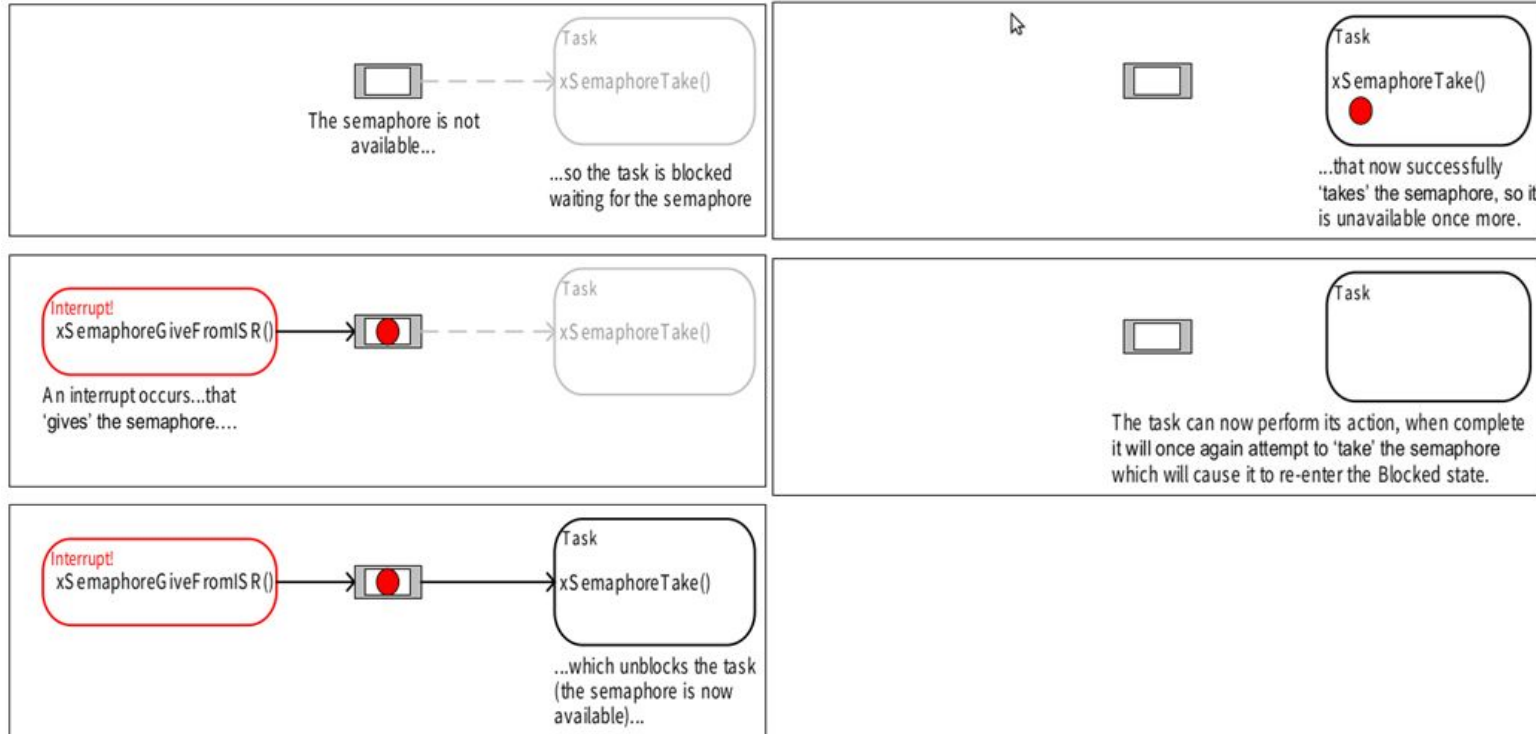 Task
xSemaphoreTake()
The semaphore is not
available...
...so the task is blocked
waiting for the semaphore
Interrupt!
xSemaphoreGiveFromISR()
Task
xSemaphoreTake()
An interrupt occurs...that
‘gives’ the semaphore....
Interrupt!
xSemaphoreGiveFromISR()
Task
xSemaphoreTake()
...which unblocks the task
(the semaphore is now
available)...
Task
xSemaphoreTake()
...that now successfully
‘takes’ the semaphore, so it
is unavailable once more.
Task
The task can now perform its action, when complete
it will once again attempt to ‘take’ the semaphore
which will cause it to re-enter the Blocked state.